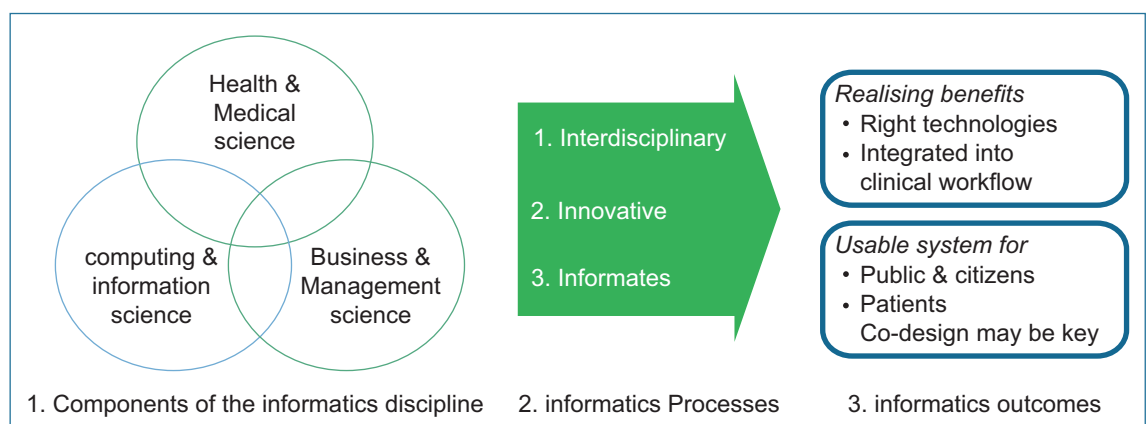 Health &
Medical
science
computing &
information
science
Business &
Management
science
1. Interdisciplinary
2. Innovative
3. Informates
Realising benefits
• Right technologies
• Integrated into
clinical workflow
Usable system for
• Public & citizens
• Patients
Co-design may be key
1. Components of the informatics discipline
2. informatics Processes
3. informatics outcomes